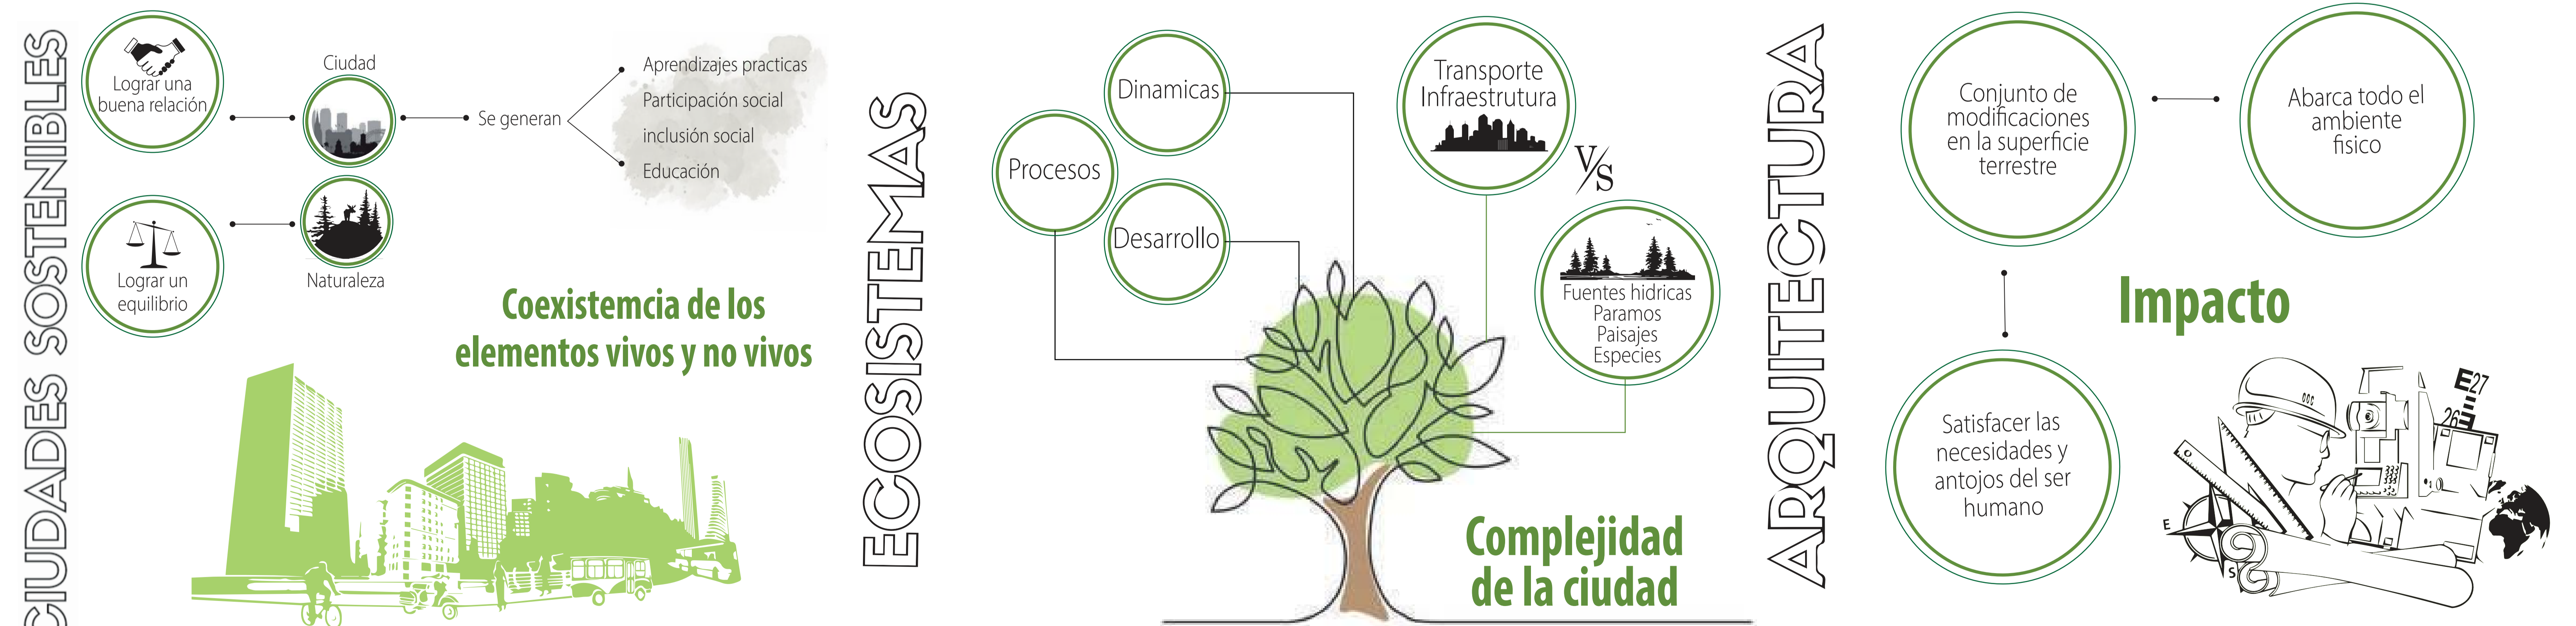 CIUDADES SOSTENIBLES
Lograr una
buena relación
Ciudad
Se generan
Aprendizajes practicas
Participación social
inclusión social
Educación
Lograr un
equilibrio
Naturaleza
Coexistemcia de los
elementos vivos y no vivos
ECOSISTEMAS
Procesos
Dinamicas
Desarrollo
Transporte
Infraestrutura
V/S
Fuentes hidricas
Paramos
Paisajes
Especies
Complejidad
de la ciudad
ARQUITECTURA
Conjunto de
modificaciones
en la superficie
terrestre
Abarca todo el
ambiente
fisico
Impacto
Satisfacer las
necesidades y
antojos del ser
humano
E27
26
E
S